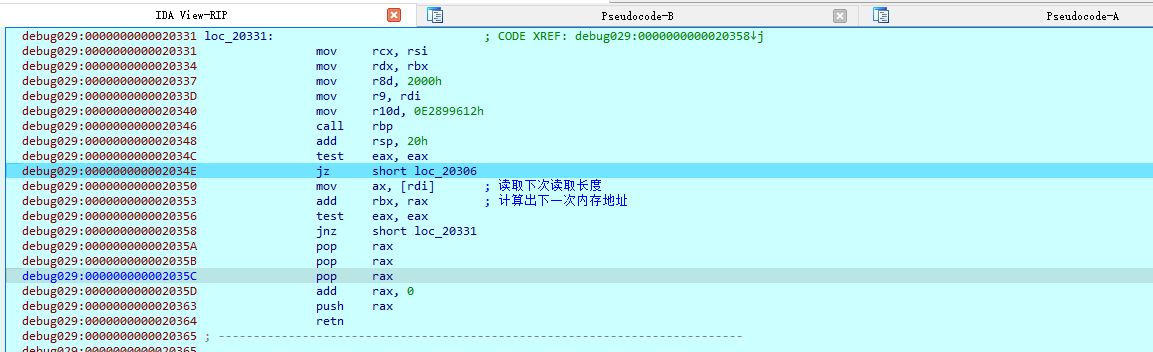 IDA View-RIP Pseudocode-B Pseudocode-A
debug029:0000000000020331 loc_20331: ; CODE XREF: debug029:0000000000020358↓j
debug029:0000000000020331 mov rcx, rsi
debug029:0000000000020334 mov rdx, rbx
debug029:0000000000020337 mov r8d, 2000h
debug029:000000000002033D mov r9, rdi
debug029:0000000000020340 mov r10d, 0E2899612h
debug029:0000000000020346 call rbp
debug029:0000000000020348 add rsp, 20h
debug029:000000000002034C test eax, eax
debug029:000000000002034E jz short loc_20306
debug029:0000000000020350 mov ax, [rdi] ; 读取下次读取长度
debug029:0000000000020353 add rbx, rax ; 计算出下一次内存地址
debug029:0000000000020356 test eax, eax
debug029:0000000000020358 jnz short loc_20331
debug029:000000000002035A pop rax
debug029:000000000002035B pop rax
debug029:000000000002035C pop rax
debug029:000000000002035D add rax, 0
debug029:0000000000020363 push rax
debug029:0000000000020364 retn
debug029:0000000000020365 ; ---------------------------------------------------------------------------